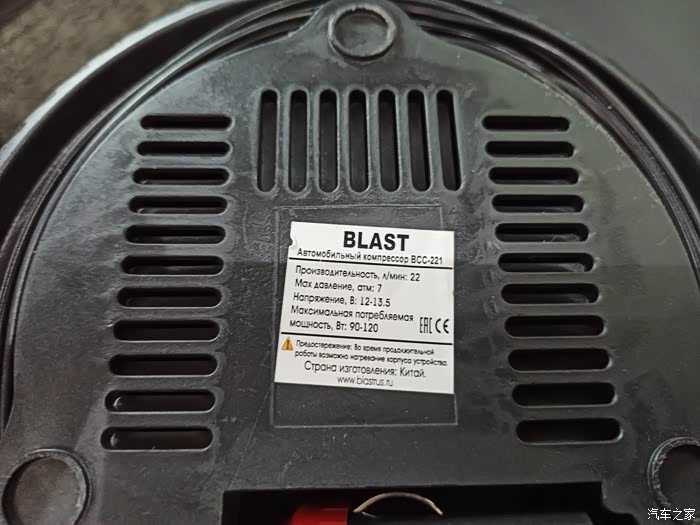 BLAST
Автомобильный компрессор BCC-221
Производительность, л/мин: 22
Мах давление, атм: 7
Напряжение, В: 12-13.5
Максимальная потребляемая
мощность, Вт: 90-120
EAC CE
Предостережение: Во время продолжительной
работы возможно нагревание корпуса устройства.
Страна изготовления: Китай.
www.blastrus.ru
汽车之家